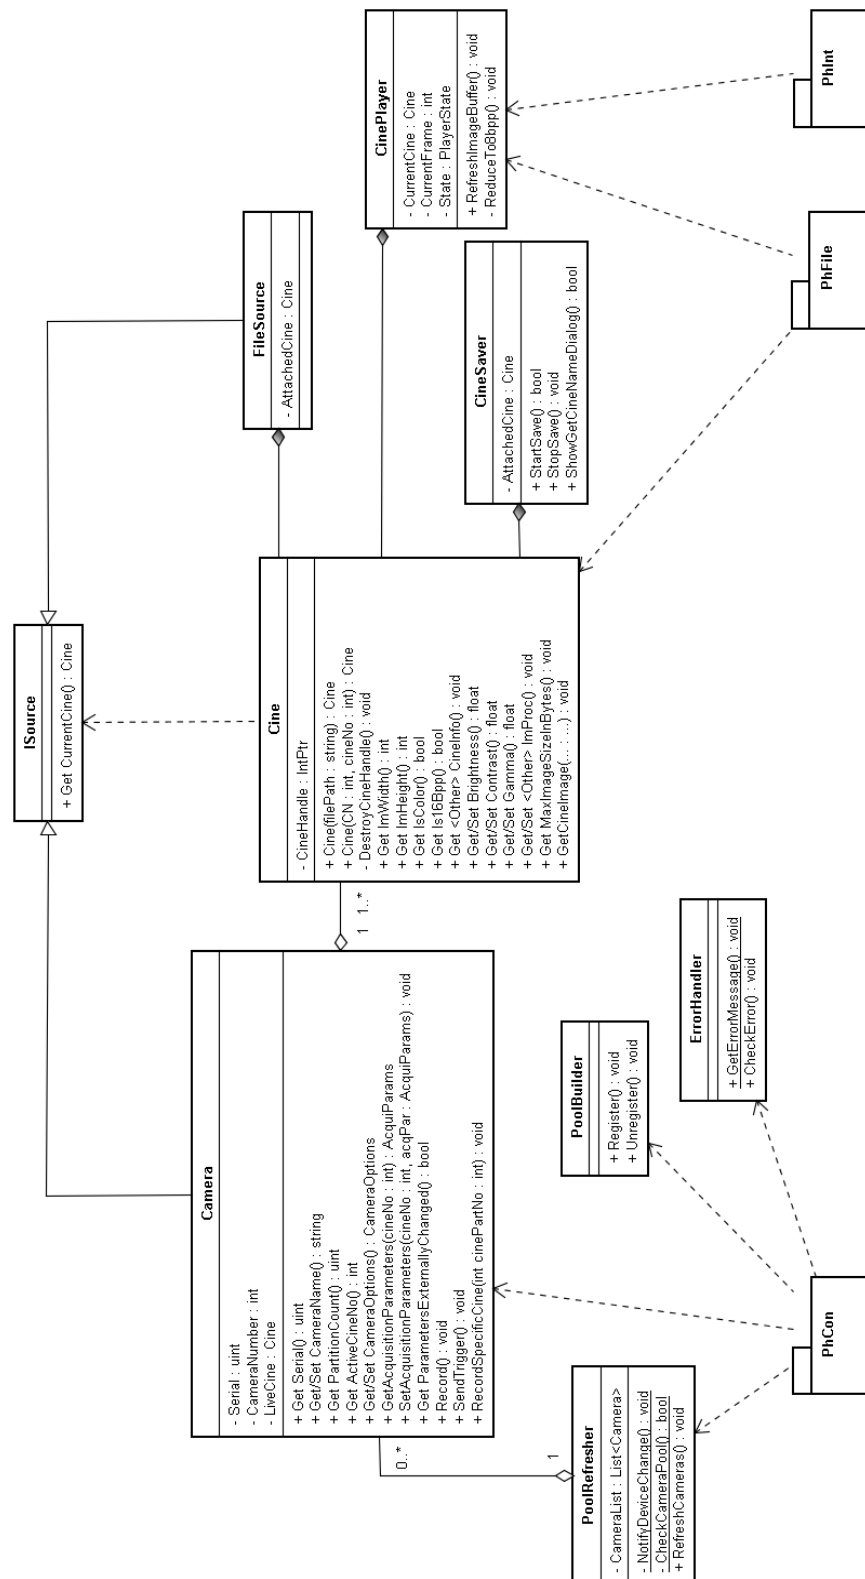 ISource
+ Get CurrentCine() : Cine
Camera
- Serial : uint
- CameraNumber : int
- LiveCine : Cine
+ Get Serial() : uint
+ Get/Set CameraName() : string
+ Get PartitionCount() : uint
+ Get ActiveCineNo() : int
+ Get/Set CameraOptions() : CameraOptions
+ GetAcquisitionParameters(cineNo : int) : AcquiParams
+ SetAcquisitionParameters(cineNo : int, acqPar : AcquiParams) : void
+ Get ParametersExternallyChanged() : bool
+ Record() : void
+ SendTrigger() : void
+ RecordSpecificCine(int cinePartNo : int) : void
1
1..*
Cine
- CineHandle : IntPtr
+ Cine(filePath : string) : Cine
+ Cine(CN : int, cineNo : int) : Cine
- DestroyCineHandle() : void
+ Get ImWidth() : int
+ Get ImHeight() : int
+ Get IsColor() : bool
+ Get Is16Bpp() : bool
+ Get <Other> CineInfo() : void
+ Get/Set Brightness() : float
+ Get/Set Contrast() : float
+ Get/Set Gamma() : float
+ Get/Set <Other> ImProc() : void
+ Get MaxImageSizeInBytes() : void
+ GetCineImage(... : ...) : void
FileSource
- AttachedCine : Cine
CinePlayer
- CurrentCine : Cine
- CurrentFrame : int
- State : PlayerState
+ RefreshImageBuffer() : void
- ReduceTo8bpp() : void
CineSaver
- AttachedCine : Cine
+ StartSave() : bool
+ StopSave() : void
+ ShowGetCineNameDialog() : bool
0..*
1
PoolRefresher
- CameraList : List<Camera>
- NotifyDeviceChange() : void
- CheckCameraPool() : bool
+ RefreshCameras() : void
PoolBuilder
+ Register() : void
+ Unregister() : void
ErrorHandler
+ GetErrorMessage() : void
+ CheckError() : void
PhCon
PhFile
PhInt